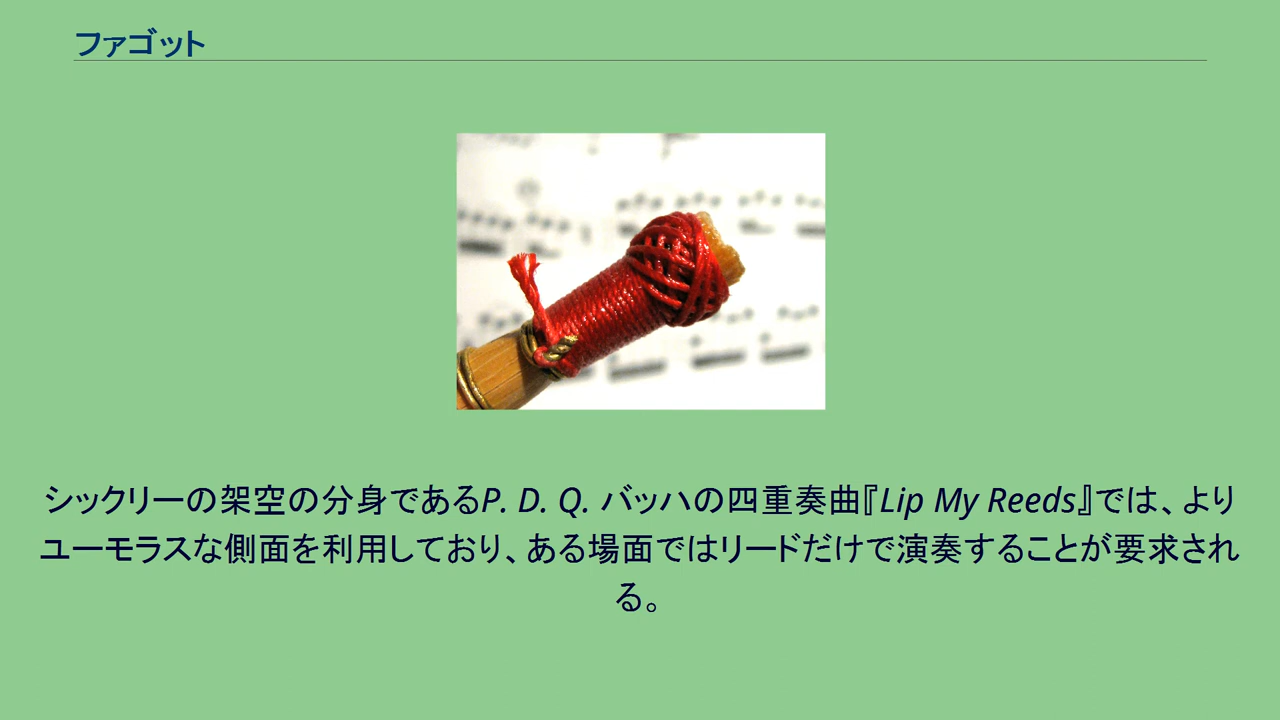 ファゴット
シックリーの架空の分身であるP. D. Q. バッハの四重奏曲『Lip My Reeds』では、より
ユーモラスな側面を利用しており、ある場面ではリードだけで演奏することが要求され
る。